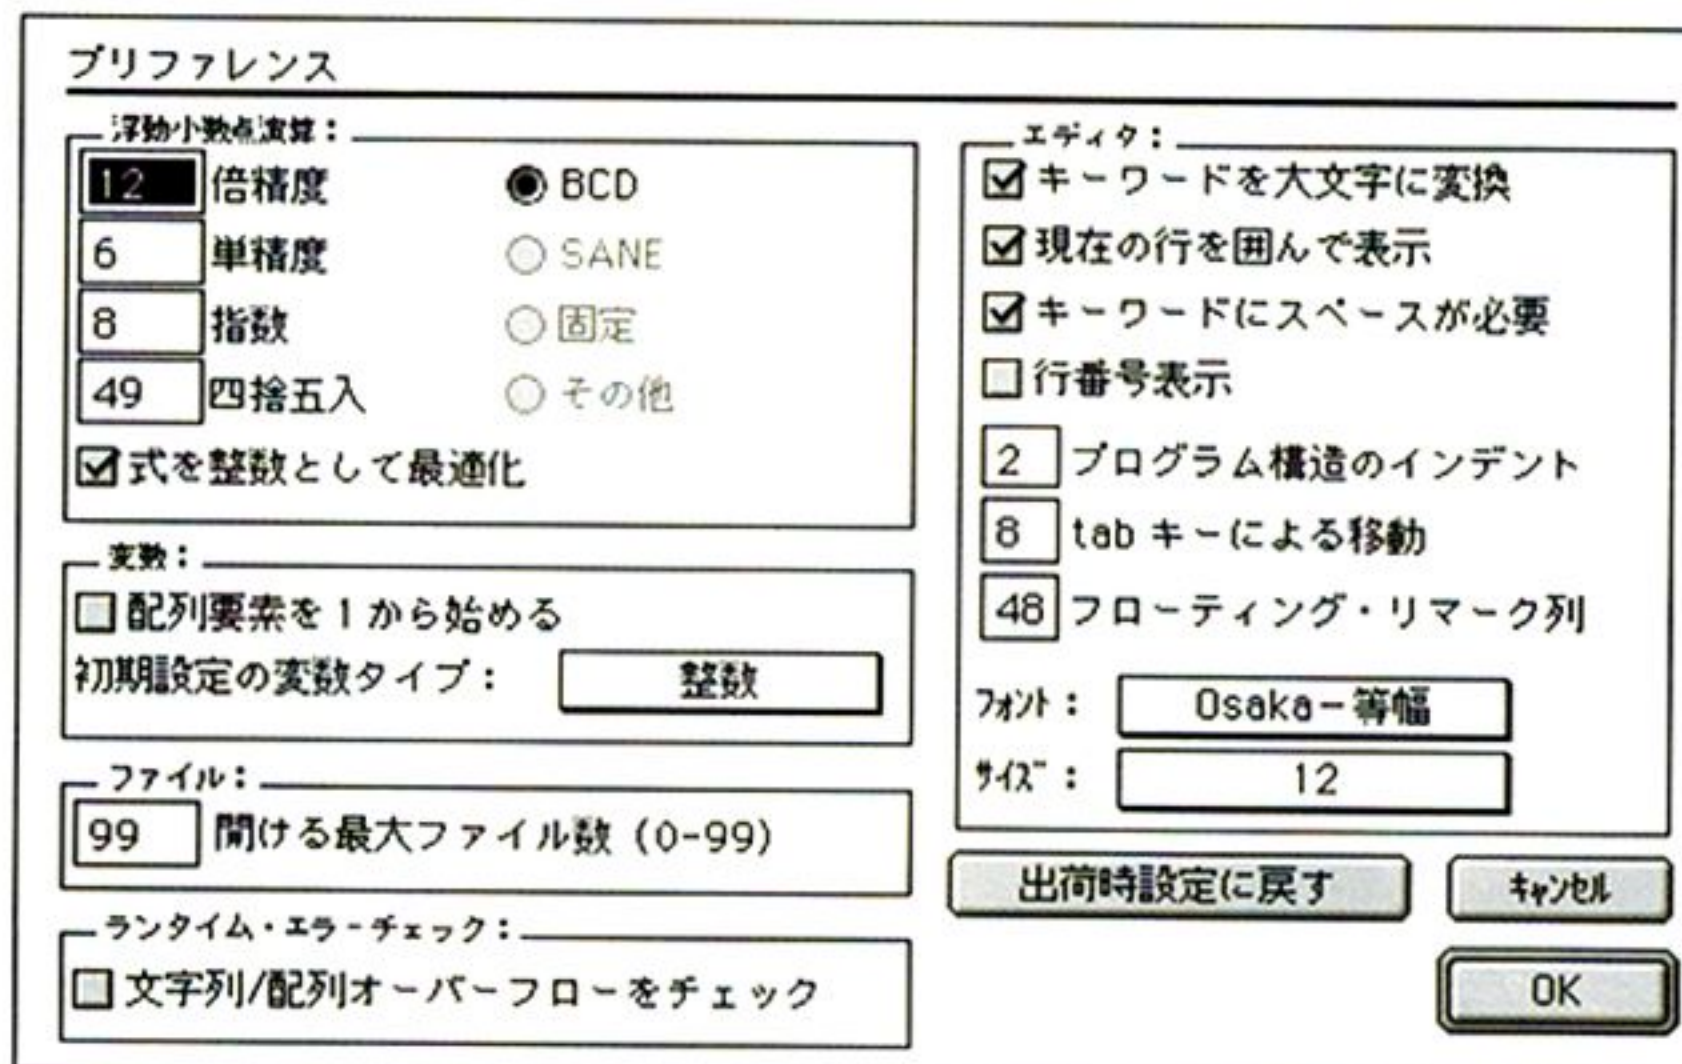 プリファレンス
浮動小数点演算：
12 倍精度
6 単精度
8 指数
49 四捨五入
BCD
SANE
固定
その他
式を整数として最適化
変数：
配列要素を1から始める
初期設定の変数タイプ： 整数
ファイル：
99 開ける最大ファイル数 (0-99)
ランタイム・エラーチェック：
文字列/配列オーバーフローをチェック
エディタ：
キーワードを大文字に変換
現在の行を囲んで表示
キーワードにスペースが必要
行番号表示
2 プログラム構造のインデント
8 tab キーによる移動
48 フローティング・リマーク列
フォント： Osaka－等幅
サイズ： 12
出荷時設定に戻す
キャンセル
OK